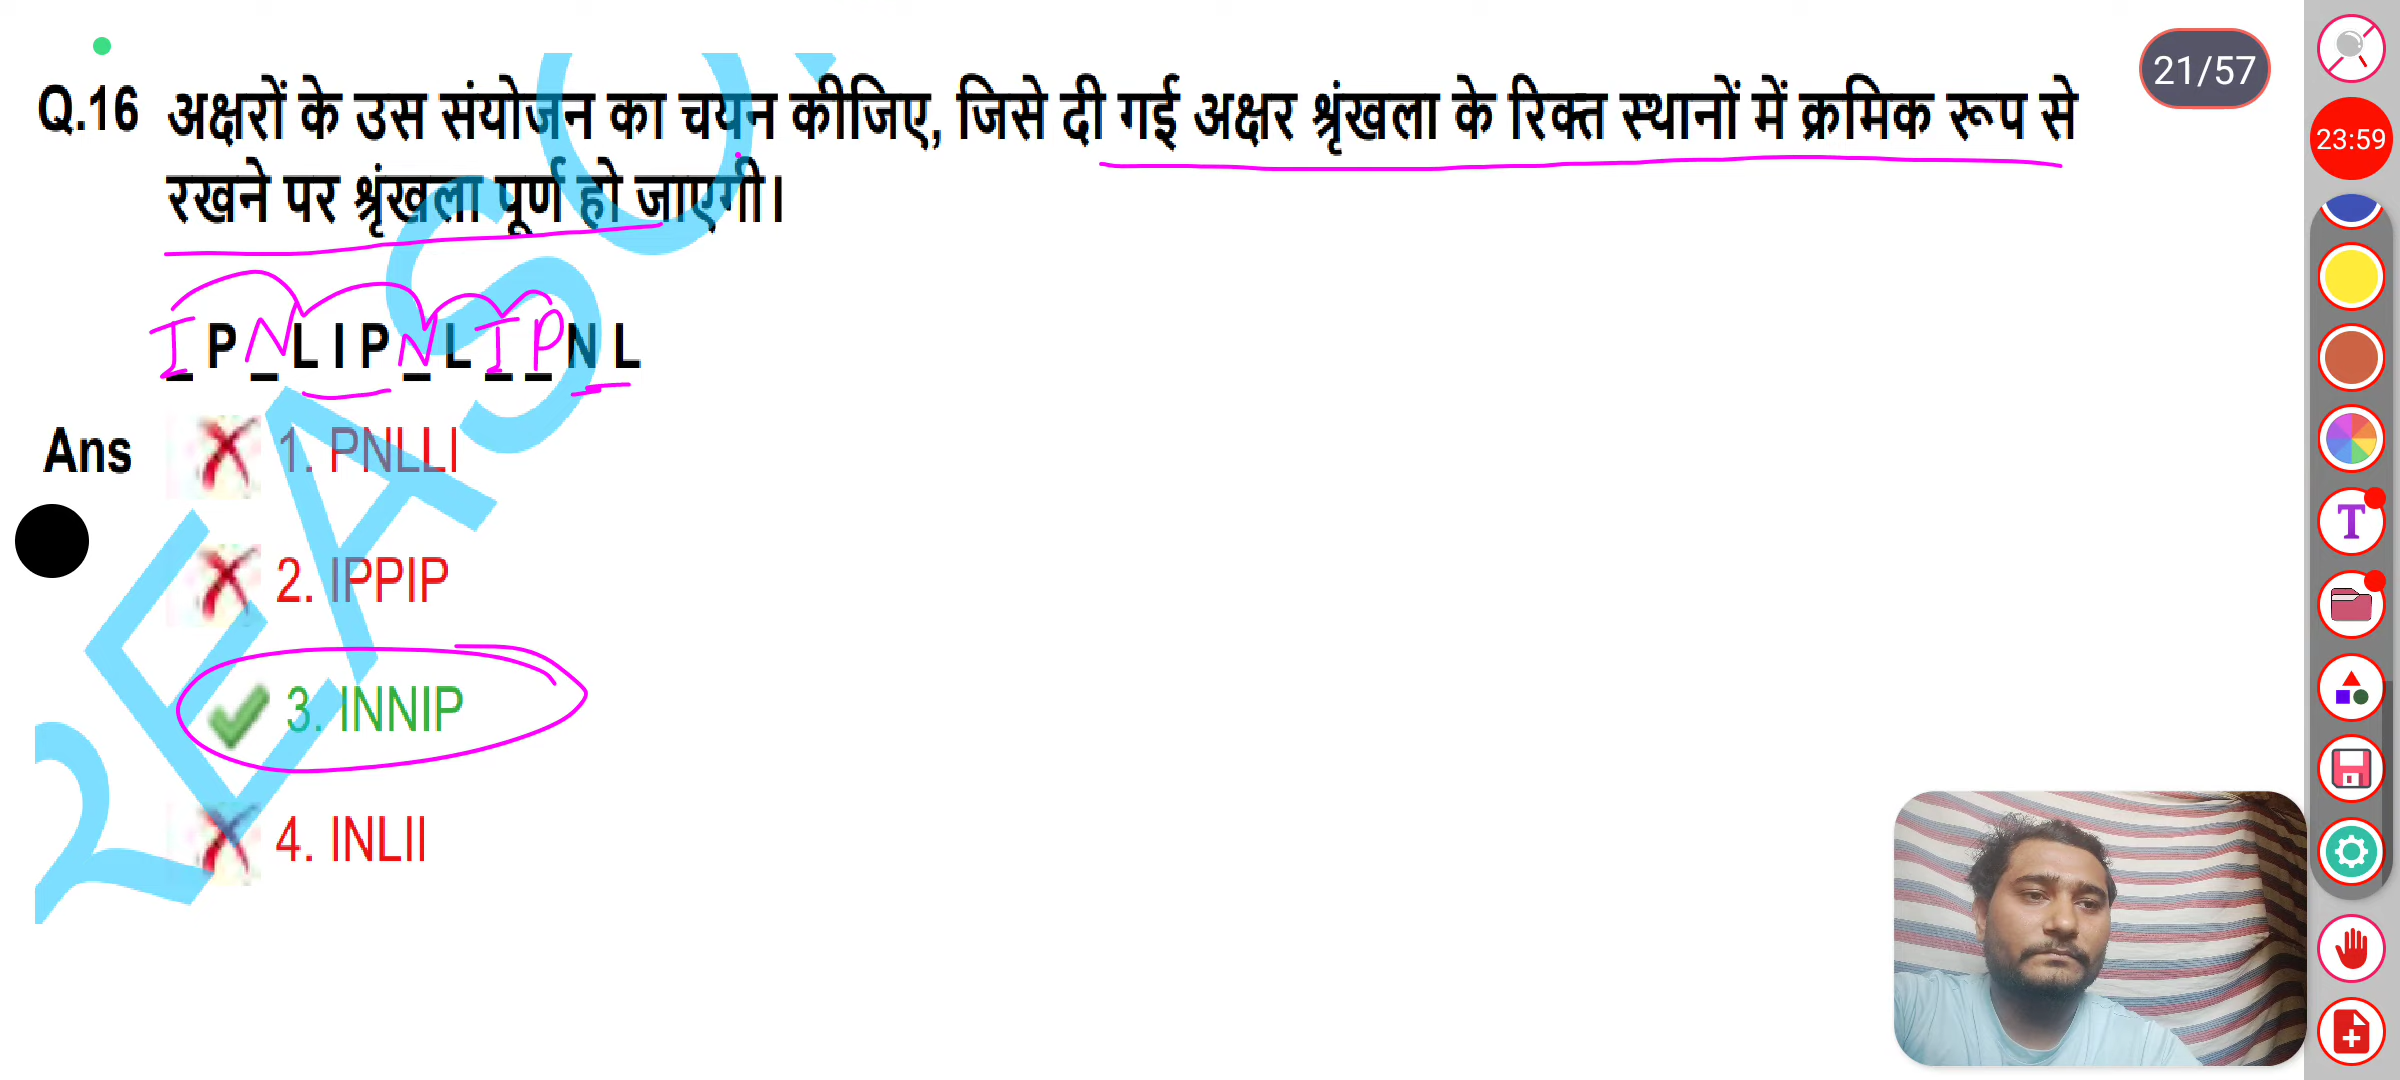 21/57
23:59
Q.16 अक्षरों के उस संयोजन का चयन कीजिए, जिसे दी गई अक्षर श्रृंखला के रिक्त स्थानों में क्रमिक रूप से
रखने पर श्रृंखला पूर्ण हो जाएगी।
I P N L I P N L I P N L
Ans 1. PNLLI
2. IPPIP
3. INNIP
4. INLII
REASO
T